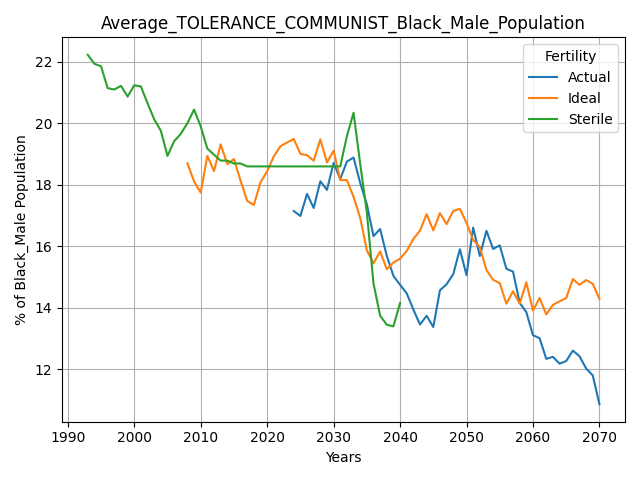 Average_TOLERANCE_COMMUNIST_Black_Male_Population
% of Black_Male Population
22
20
18
16
14
12
Fertility
Actual
Ideal
Sterile
1990 2000 2010 2020 2030 2040 2050 2060 2070
Years